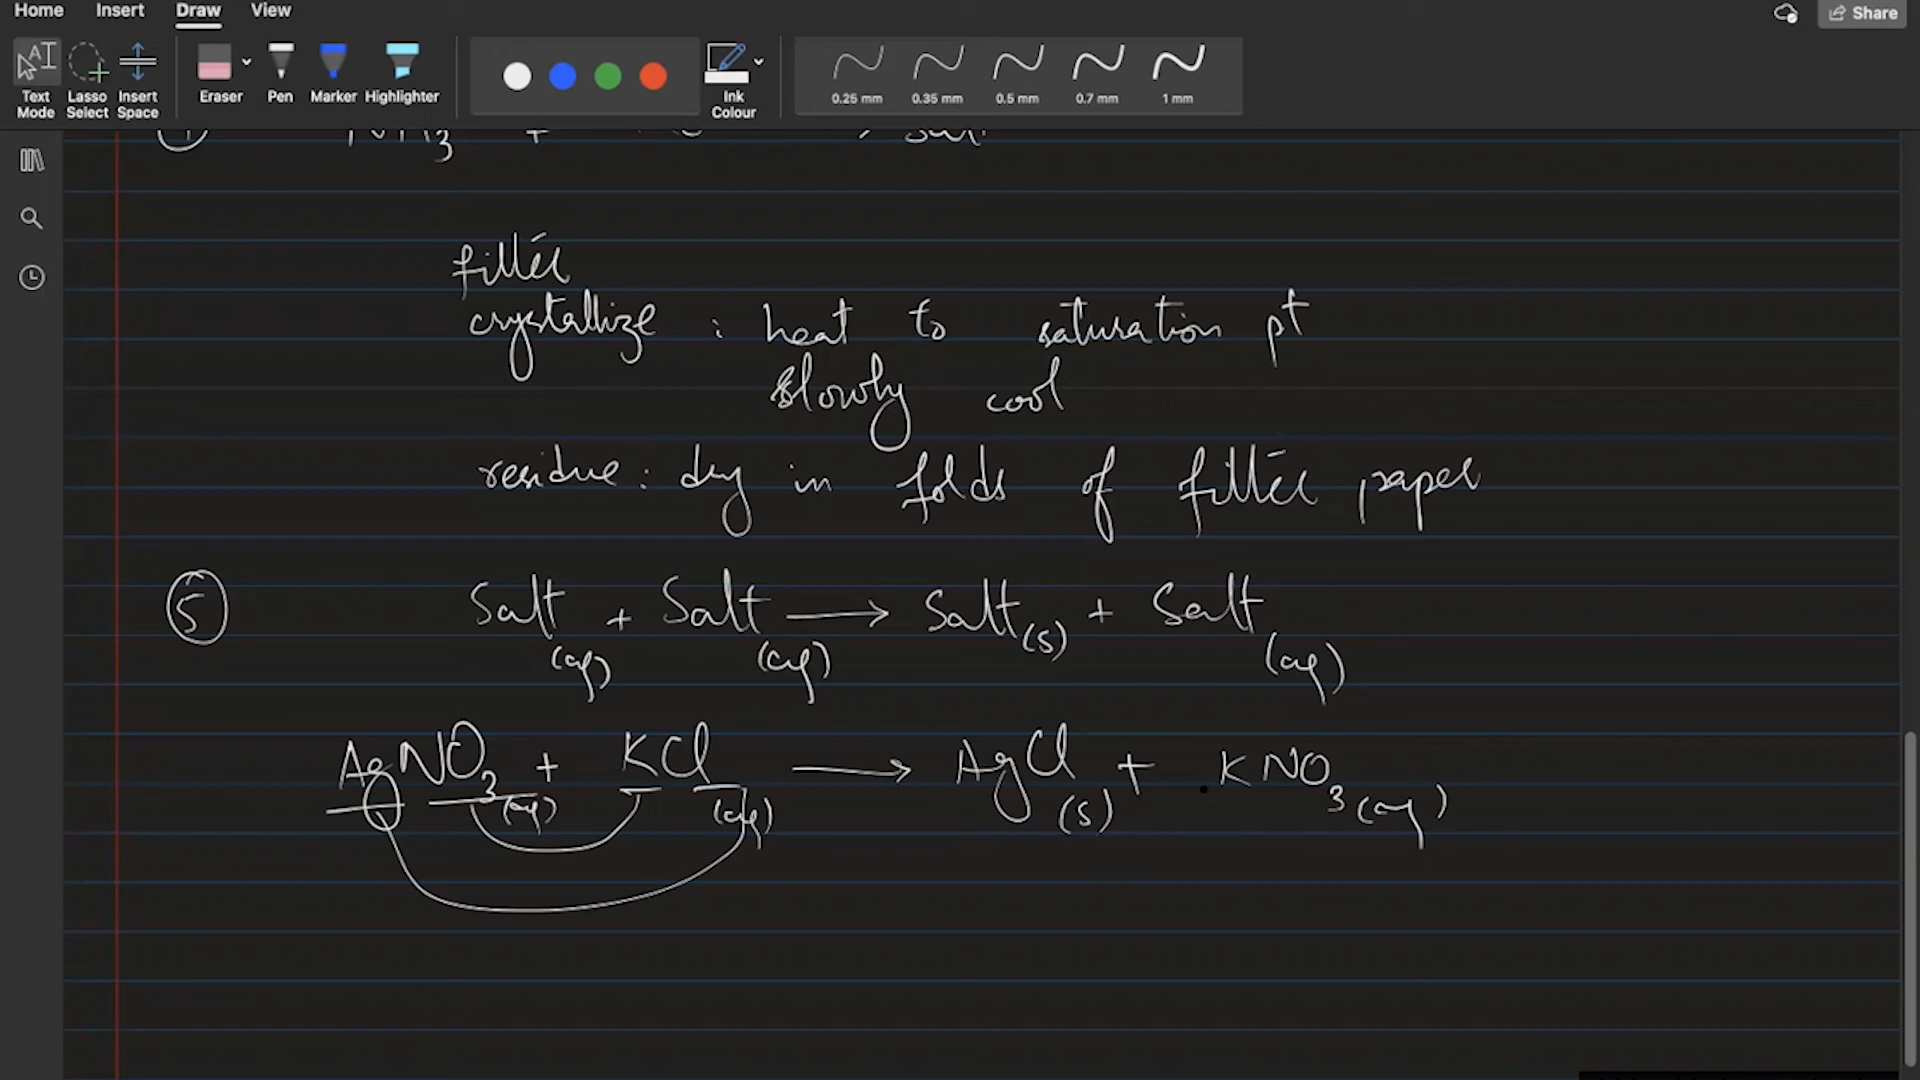 Home Insert Draw View Share
Text Mode Lasso Select Insert Space Eraser Pen Marker Highlighter Ink Colour 0.25 mm 0.35 mm 0.5 mm 0.7 mm 1 mm
NH3 + → salt
filter
crystallize : heat to saturation pt
slowly cool
residue : dry in folds of filter paper
5 Salt (aq) + Salt (aq) → Salt (s) + Salt (aq)
AgNO3 (aq) + KCl (aq) → AgCl (s) + KNO3 (aq)